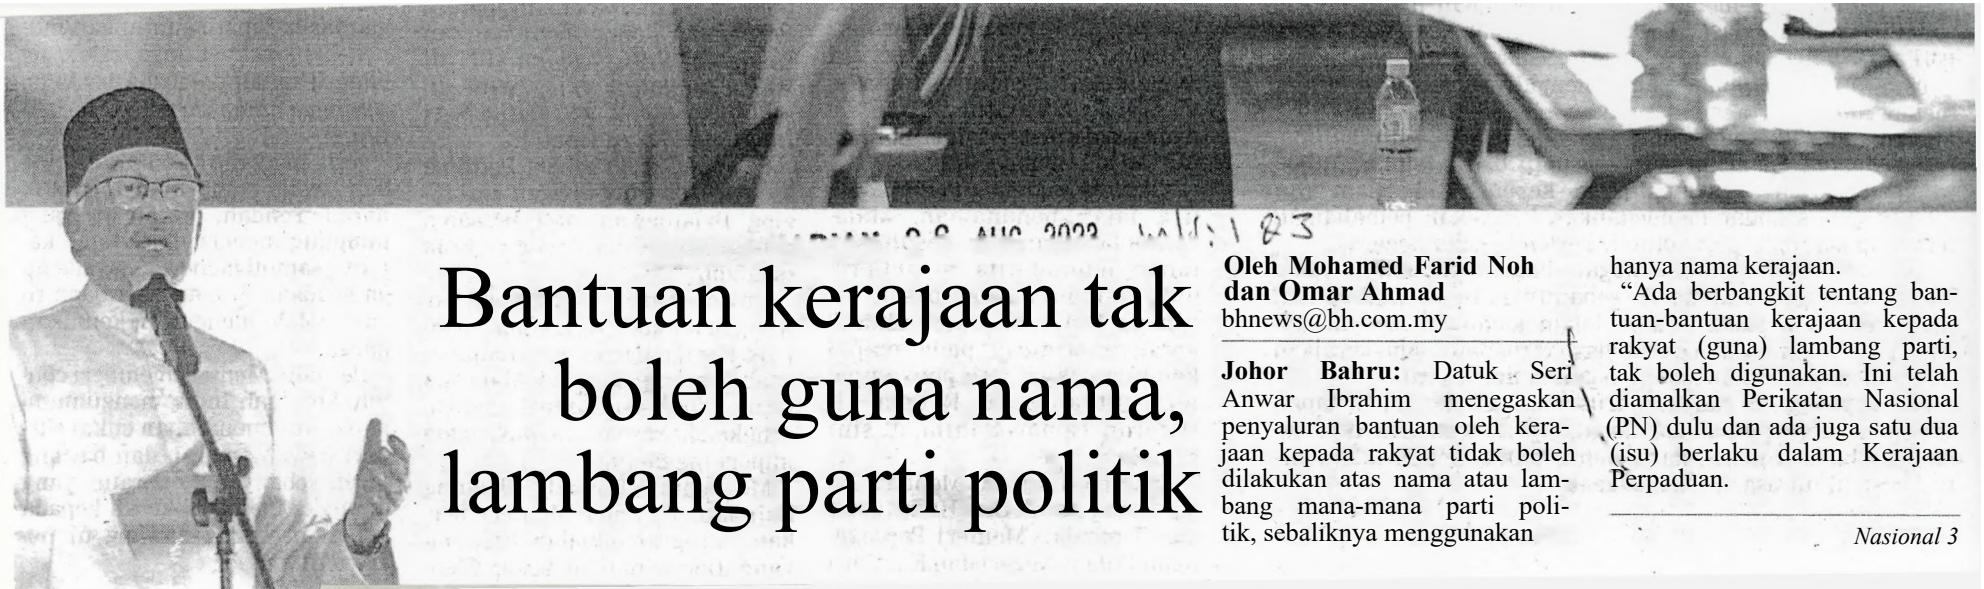 83
Bantuan kerajaan tak
boleh guna nama,
lambang parti politik
Oleh Mohamed Farid Noh
dan Omar Ahmad
bhnews@bh.com.my
Johor Bahru: Datuk Seri
Anwar Ibrahim menegaskan
penyaluran bantuan oleh kera-
jaan kepada rakyat tidak boleh
dilakukan atas nama atau lam-
bang mana-mana parti poli-
tik, sebaliknya menggunakan
hanya nama kerajaan.
“Ada berbangkit tentang ban-
tuan-bantuan kerajaan kepada
rakyat (guna) lambang parti,
tak boleh digunakan. Ini telah
diamalkan Perikatan Nasional
(PN) dulu dan ada juga satu dua
(isu) berlaku dalam Kerajaan
Perpaduan.
Nasional 3